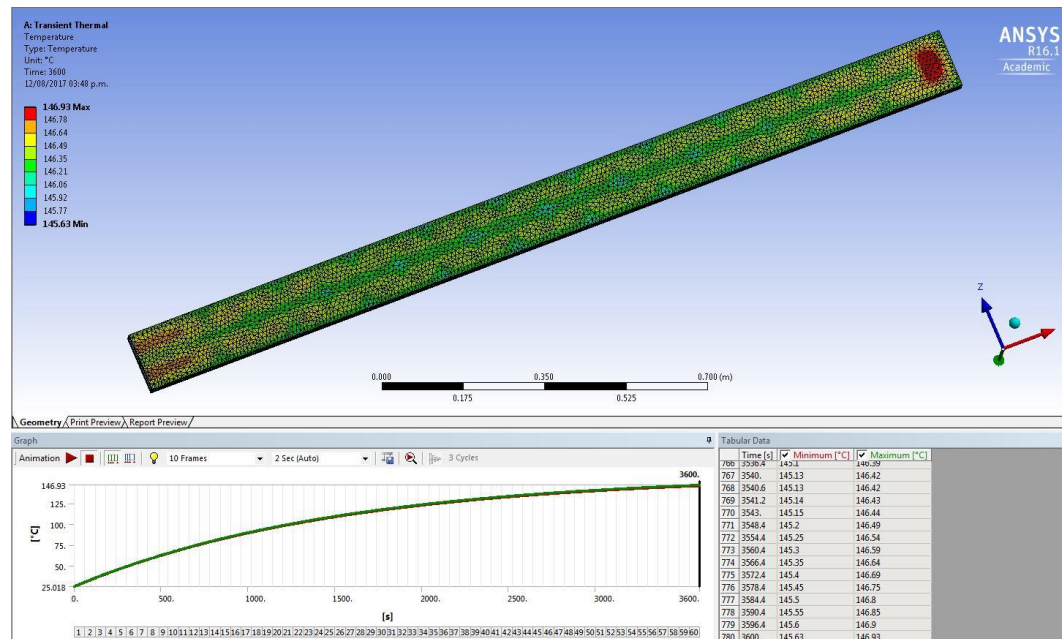 A: Transient Thermal
Temperature
Type: Temperature
Unit: °C
Time: 3600
12/08/2017 03:48 p.m.
146.93 Max
146.78
146.64
146.49
146.35
146.21
146.06
145.92
145.77
145.63 Min
ANSYS
R16.1
Academic
Z
0.000 0.350 0.700 (m)
0.175 0.525
Geometry Print Preview Report Preview
Graph
Animation 10 Frames 2 Sec (Auto) 3 Cycles
3600.
146.93
125.
100.
75.
50.
25.018
[°C]
0. 500. 1000. 1500. 2000. 2500. 3000. 3600.
[s]
1 2 3 4 5 6 7 8 9 10 11 12 13 14 15 16 17 18 19 20 21 22 23 24 25 26 27 28 29 30 31 32 33 34 35 36 37 38 39 40 41 42 43 44 45 46 47 48 49 50 51 52 53 54 55 56 57 58 59 60
Tabular Data
Time [s] Minimum [°C] Maximum [°C]
766 3536.4 145.1 146.39
767 3540. 145.13 146.42
768 3540.6 145.13 146.42
769 3541.2 145.14 146.43
770 3543. 145.15 146.44
771 3548.4 145.2 146.49
772 3554.4 145.25 146.54
773 3560.4 145.3 146.59
774 3566.4 145.35 146.64
775 3572.4 145.4 146.69
776 3578.4 145.45 146.75
777 3584.4 145.5 146.8
778 3590.4 145.55 146.85
779 3596.4 145.6 146.9
780 3600. 145.63 146.93